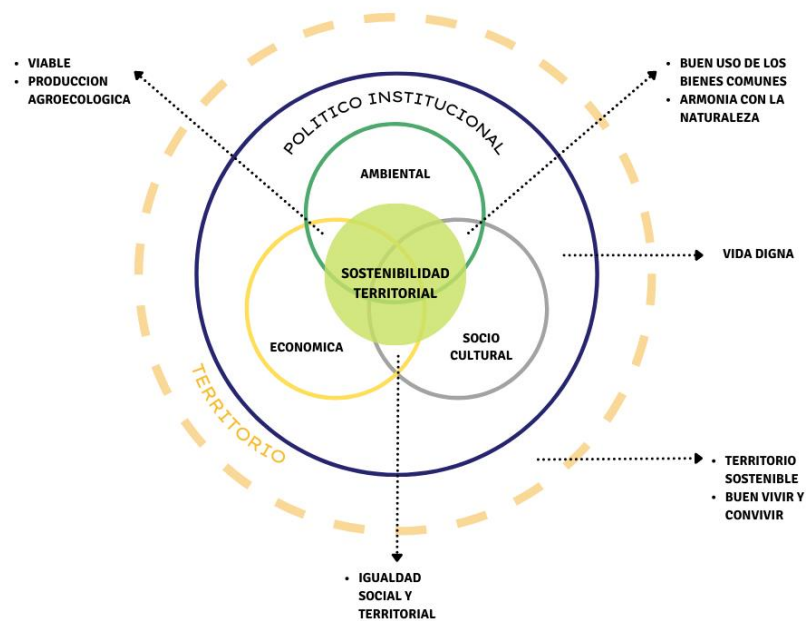 • VIABLE
• PRODUCCION
AGROECOLOGICA
• BUEN USO DE LOS
BIENES COMUNES
• ARMONIA CON LA
NATURALEZA
POLITICO INSTITUCIONAL
AMBIENTAL
SOSTENIBILIDAD
TERRITORIAL
VIDA DIGNA
ECONOMICA
SOCIO
CULTURAL
TERRITORIO
• TERRITORIO
SOSTENIBLE
• BUEN VIVIR Y
CONVIVIR
• IGUALDAD
SOCIAL Y
TERRITORIAL